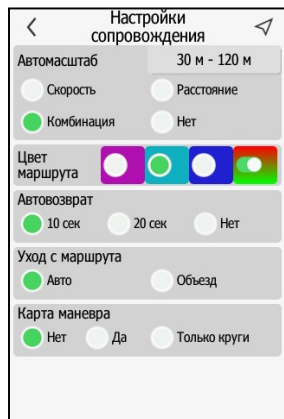 Настройки
сопровождения
Автомасштаб 30 м - 120 м
Скорость Расстояние
Комбинация Нет
Цвет
маршрута
Автовозврат
10 сек 20 сек Нет
Уход с маршрута
Авто Объезд
Карта маневра
Нет Да Только круги